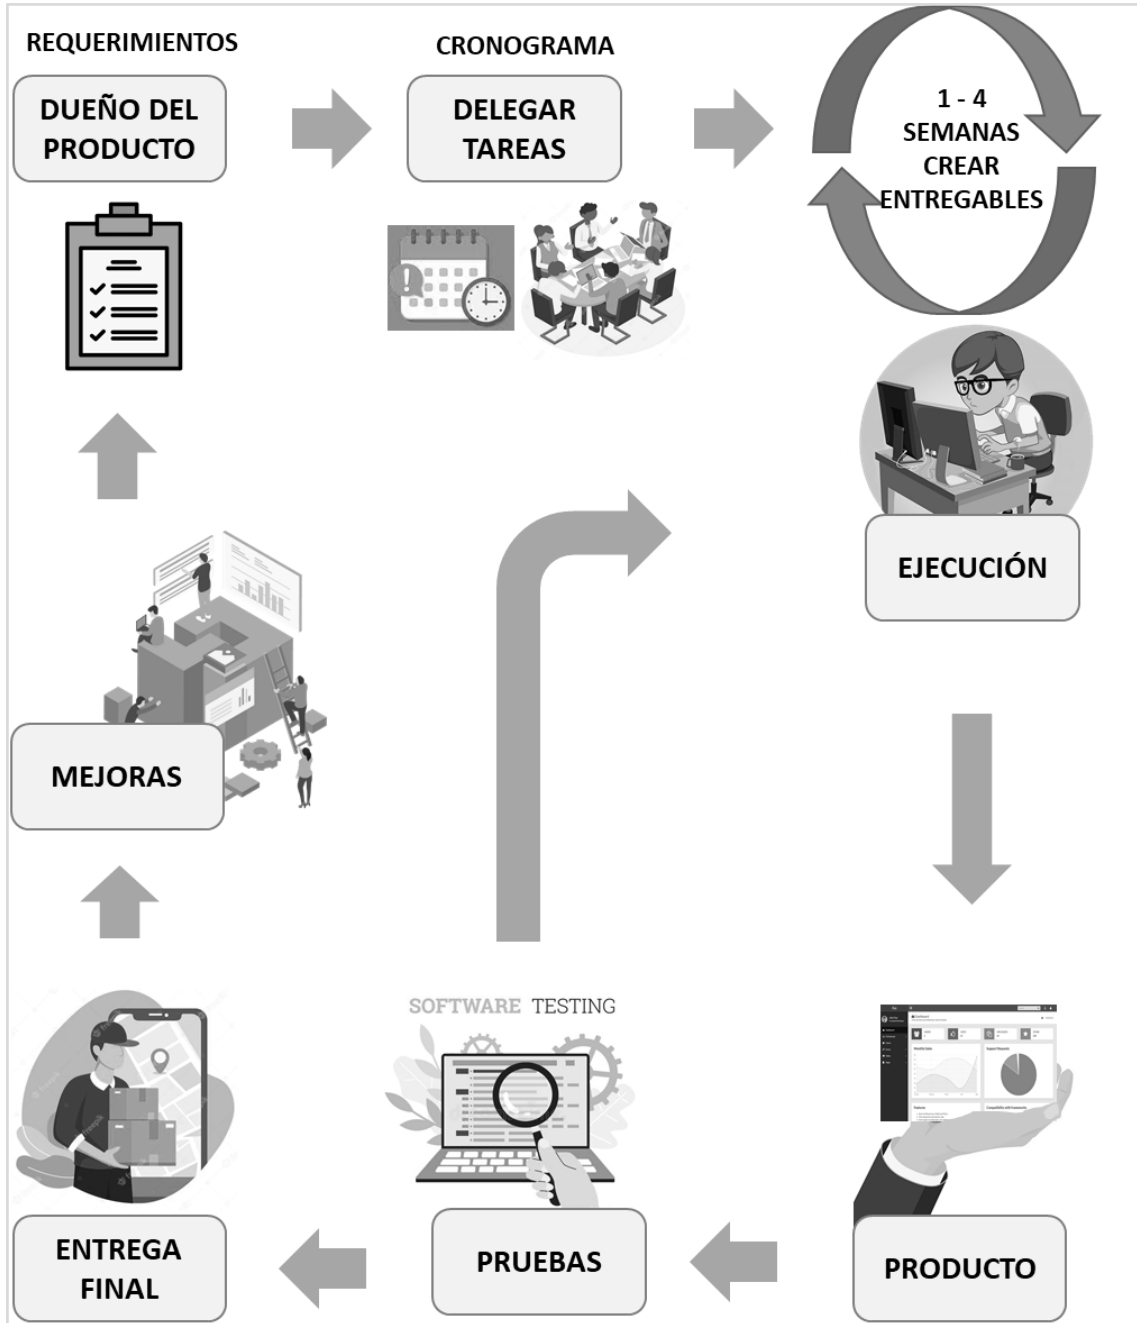 REQUERIMIENTOS
DUEÑO DEL
PRODUCTO
CRONOGRAMA
DELEGAR
TAREAS
1 - 4
SEMANAS
CREAR
ENTREGABLES
EJECUCIÓN
MEJORAS
SOFTWARE TESTING
ENTREGA
FINAL
PRUEBAS
PRODUCTO